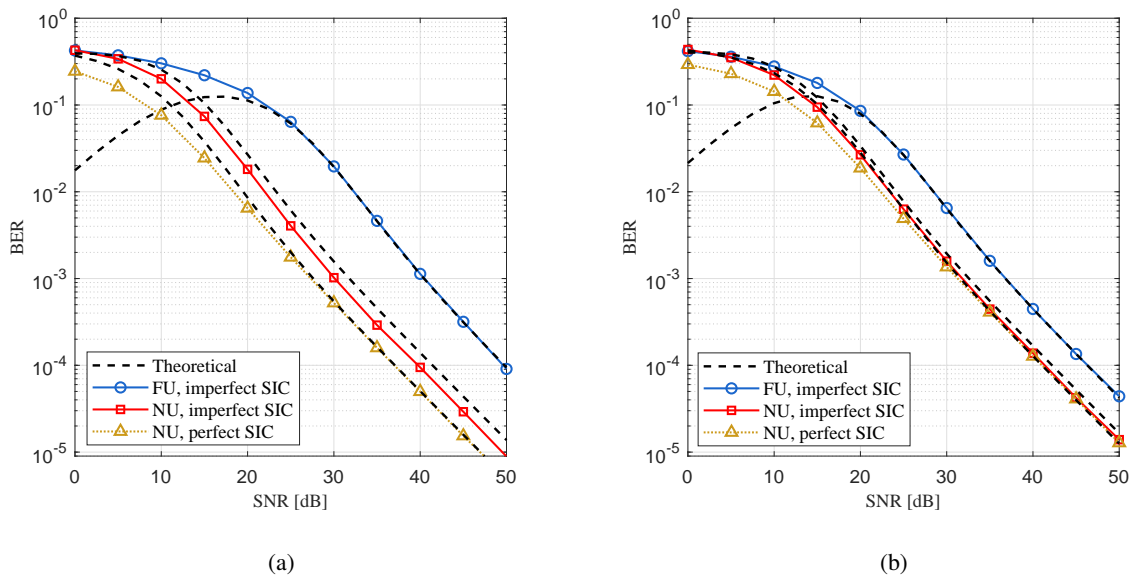 10^0
10^-1
10^-2
10^-3
10^-4
10^-5
BER
0 10 20 30 40 50
SNR [dB]
Theoretical
FU, imperfect SIC
NU, imperfect SIC
NU, perfect SIC
(a)
10^0
10^-1
10^-2
10^-3
10^-4
10^-5
BER
0 10 20 30 40 50
SNR [dB]
Theoretical
FU, imperfect SIC
NU, imperfect SIC
NU, perfect SIC
(b)